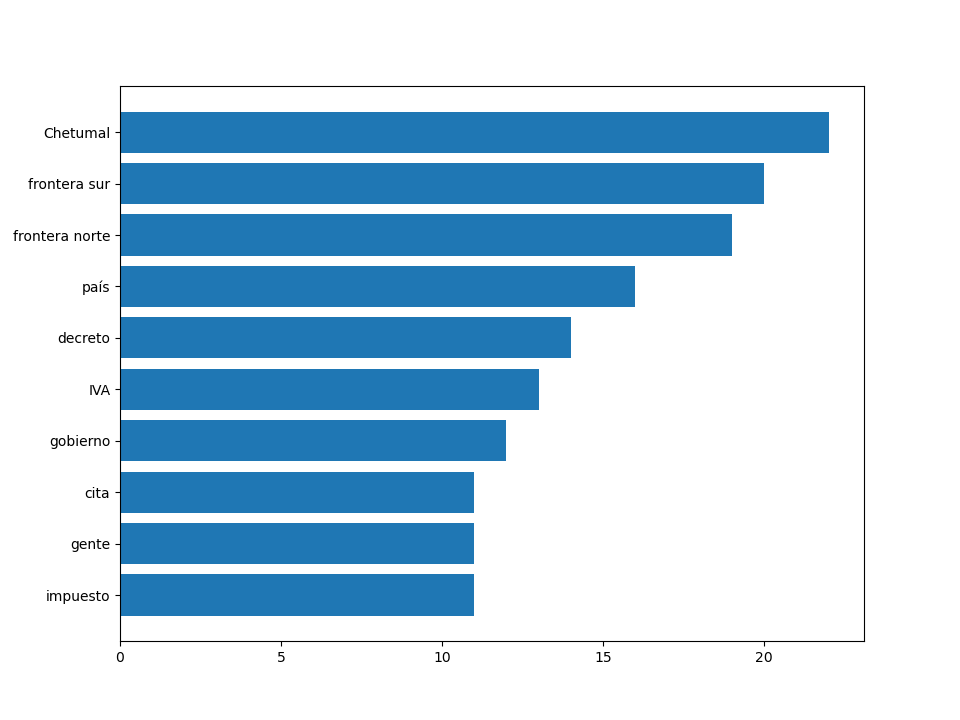 Chetumal
frontera sur
frontera norte
país
decreto
IVA
gobierno
cita
gente
impuesto
0 5 10 15 20